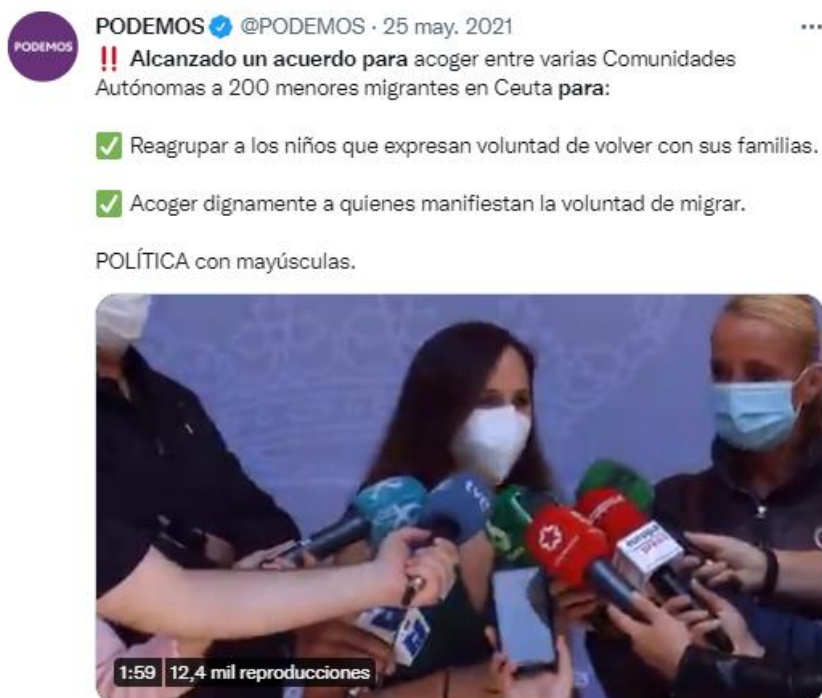 PODEMOS
PODEMOS @PODEMOS · 25 may. 2021
‼ Alcanzado un acuerdo para acoger entre varias Comunidades
Autónomas a 200 menores migrantes en Ceuta para:
✅ Reagrupar a los niños que expresan voluntad de volver con sus familias.
✅ Acoger dignamente a quienes manifiestan la voluntad de migrar.
POLÍTICA con mayúsculas.
tve
1:59 12,4 mil reproducciones